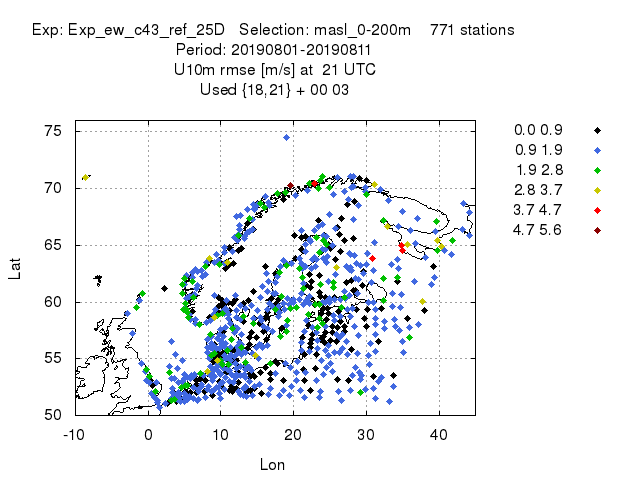 Exp: Exp_ew_c43_ref_25D Selection: masl_0-200m 771 stations
Period: 20190801-20190811
U10m rmse [m/s] at 21 UTC
Used {18,21} + 00 03
0.0 0.9
0.9 1.9
1.9 2.8
2.8 3.7
3.7 4.7
4.7 5.6
75
70
65
60
55
50
Lat
-10 0 10 20 30 40
Lon